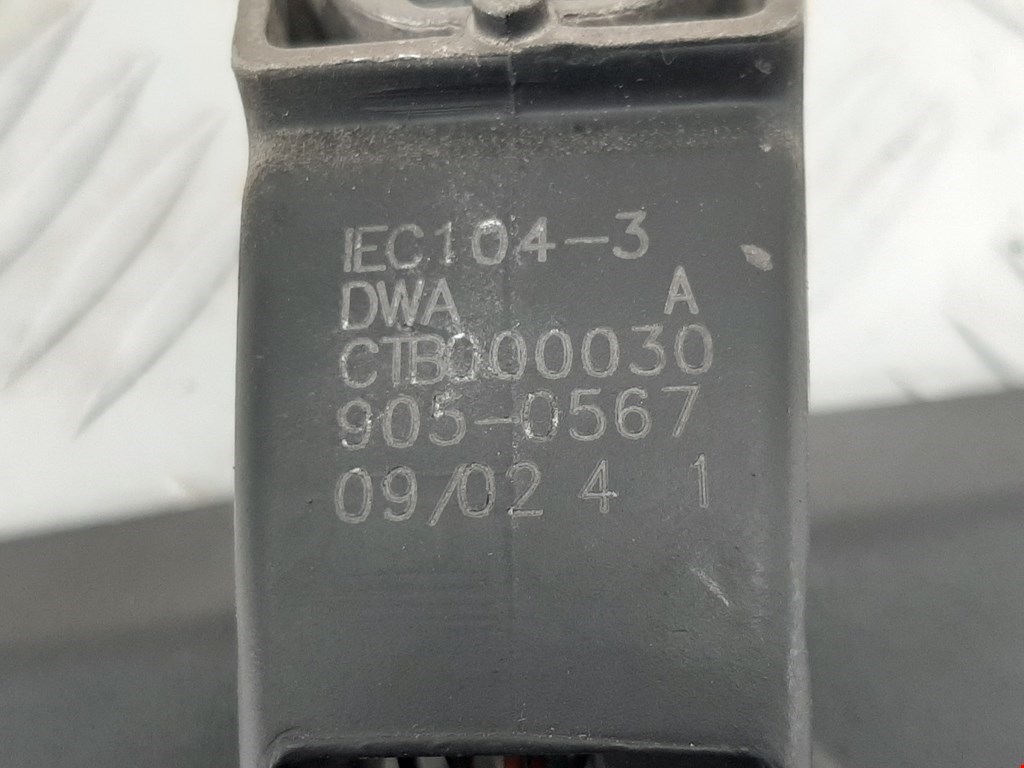 IEC104-3
DWA A
CTB000030
905-0567
09/02 4 1